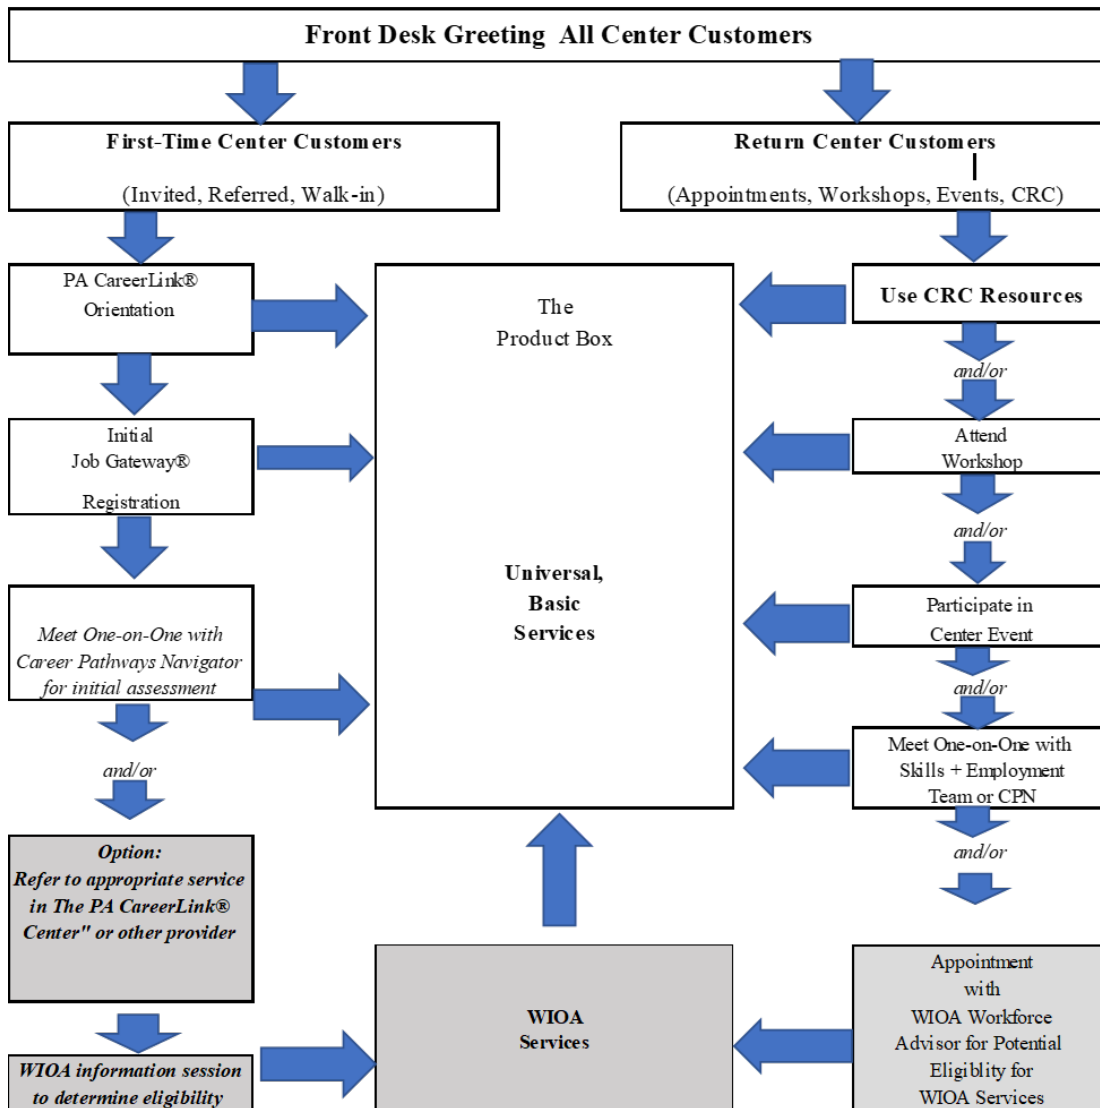 Front Desk Greeting All Center Customers
First-Time Center Customers
(Invited, Referred, Walk-in)
Return Center Customers
(Appointments, Workshops, Events, CRC)
PA CareerLink®
Orientation
Initial
Job Gateway®
Registration
Meet One-on-One with
Career Pathways Navigator
for initial assessment
and/or
Option:
Refer to appropriate service
in The PA CareerLink®
Center" or other provider
WIOA information session
to determine eligibility
The
Product Box
Universal,
Basic
Services
WIOA
Services
Use CRC Resources
and/or
Attend
Workshop
and/or
Participate in
Center Event
and/or
Meet One-on-One with
Skills + Employment
Team or CPN
and/or
Appointment
with
WIOA Workforce
Advisor for Potential
Eligiblity for
WIOA Services